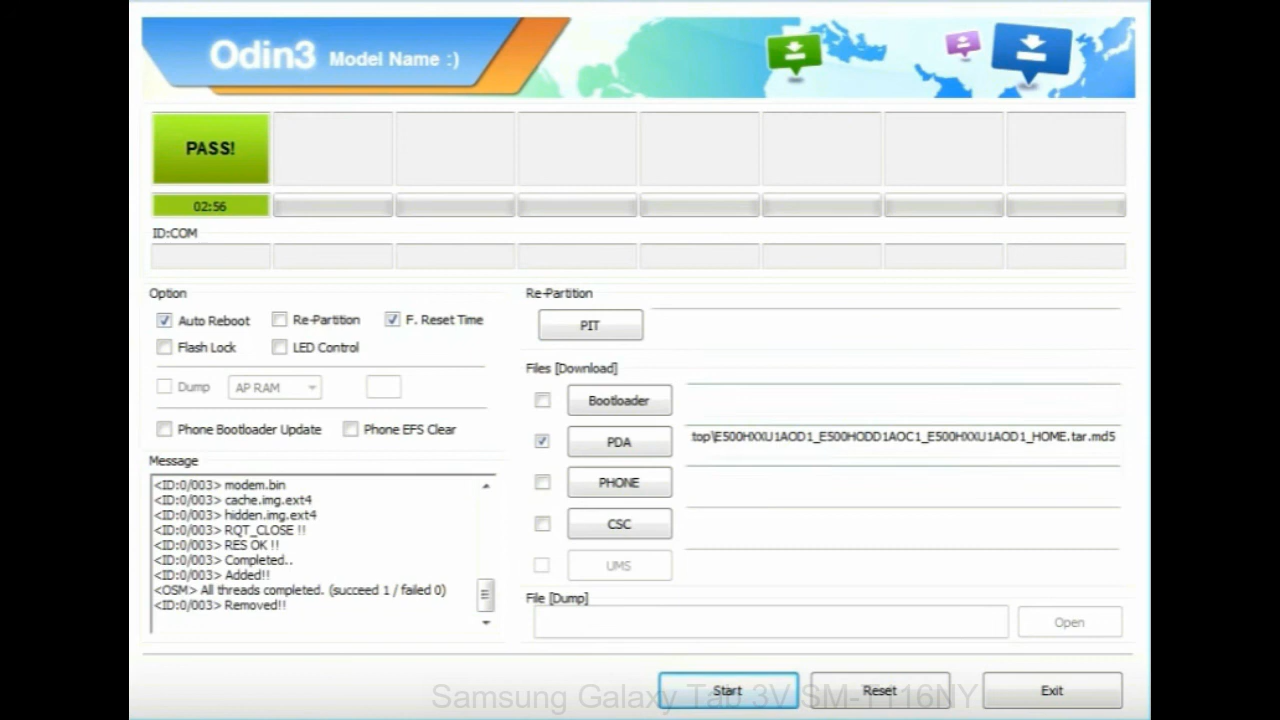 Odin3 Model Name :)
PASS!
02:56
ID:COM
Option
Auto Reboot Re-Partition F. Reset Time
Flash Lock LED Control
Dump AP RAM
Phone Bootloader Update Phone EFS Clear
Message
<ID:0/003> modem.bin
<ID:0/003> cache.img.ext4
<ID:0/003> hidden.img.ext4
<ID:0/003> RQT_CLOSE !!
<ID:0/003> RES OK !!
<ID:0/003> Completed..
<ID:0/003> Added!!
<OSM> All threads completed. (succeed 1 / failed 0)
<ID:0/003> Removed!!
Re-Partition
PIT
Files [Download]
Bootloader
PDA top\E500HXXU1AOD1_E500HODD1AOC1_E500HXXU1AOD1_HOME.tar.md5
PHONE
CSC
UMS
File [Dump]
Open
Start Reset Exit
Samsung Galaxy Tab 3V SM-T116NY